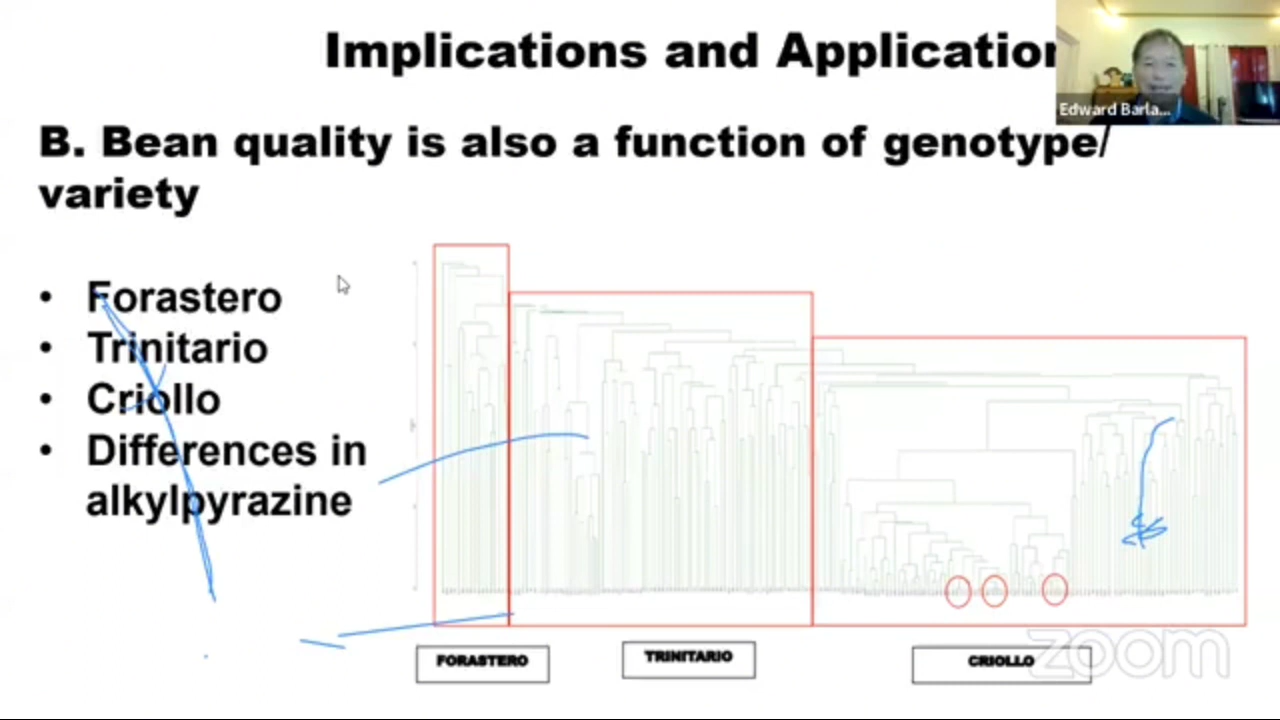 Implications and Application
Edward Barla...
B. Bean quality is also a function of genotype/
variety
• Forastero
• Trinitario
• Criollo
• Differences in
alkylpyrazine
FORASTERO
TRINITARIO
CRIOLLO
zoom